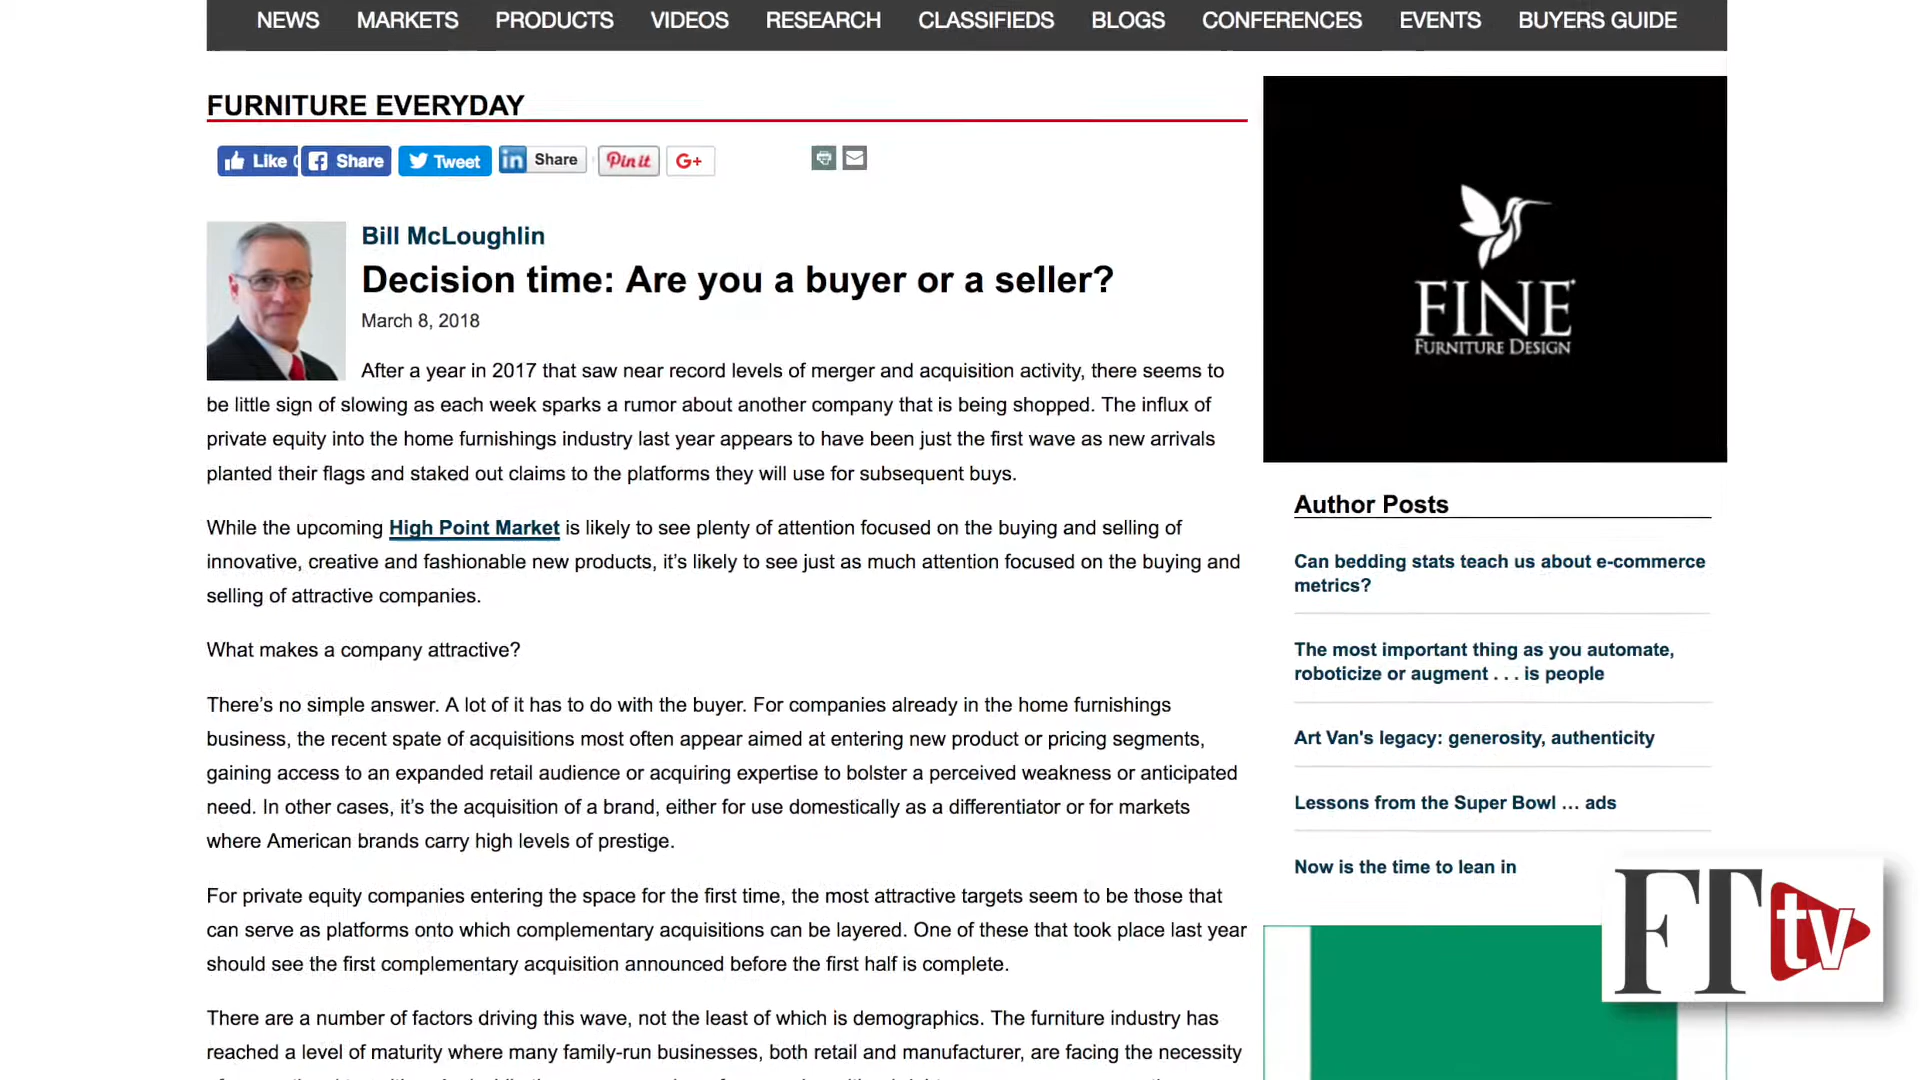 NEWS MARKETS PRODUCTS VIDEOS RESEARCH CLASSIFIEDS BLOGS CONFERENCES EVENTS BUYERS GUIDE
FURNITURE EVERYDAY
Like Share Tweet in Share Pin it G+
Bill McLoughlin
Decision time: Are you a buyer or a seller?
March 8, 2018
After a year in 2017 that saw near record levels of merger and acquisition activity, there seems to
be little sign of slowing as each week sparks a rumor about another company that is being shopped. The influx of
private equity into the home furnishings industry last year appears to have been just the first wave as new arrivals
planted their flags and staked out claims to the platforms they will use for subsequent buys.
While the upcoming High Point Market is likely to see plenty of attention focused on the buying and selling of
innovative, creative and fashionable new products, it’s likely to see just as much attention focused on the buying and
selling of attractive companies.
What makes a company attractive?
There’s no simple answer. A lot of it has to do with the buyer. For companies already in the home furnishings
business, the recent spate of acquisitions most often appear aimed at entering new product or pricing segments,
gaining access to an expanded retail audience or acquiring expertise to bolster a perceived weakness or anticipated
need. In other cases, it’s the acquisition of a brand, either for use domestically as a differentiator or for markets
where American brands carry high levels of prestige.
For private equity companies entering the space for the first time, the most attractive targets seem to be those that
can serve as platforms onto which complementary acquisitions can be layered. One of these that took place last year
should see the first complementary acquisition announced before the first half is complete.
There are a number of factors driving this wave, not the least of which is demographics. The furniture industry has
reached a level of maturity where many family-run businesses, both retail and manufacturer, are facing the necessity
FINE
FURNITURE DESIGN
Author Posts
Can bedding stats teach us about e-commerce
metrics?
The most important thing as you automate,
roboticize or augment . . . is people
Art Van's legacy: generosity, authenticity
Lessons from the Super Bowl … ads
Now is the time to lean in
FT tv